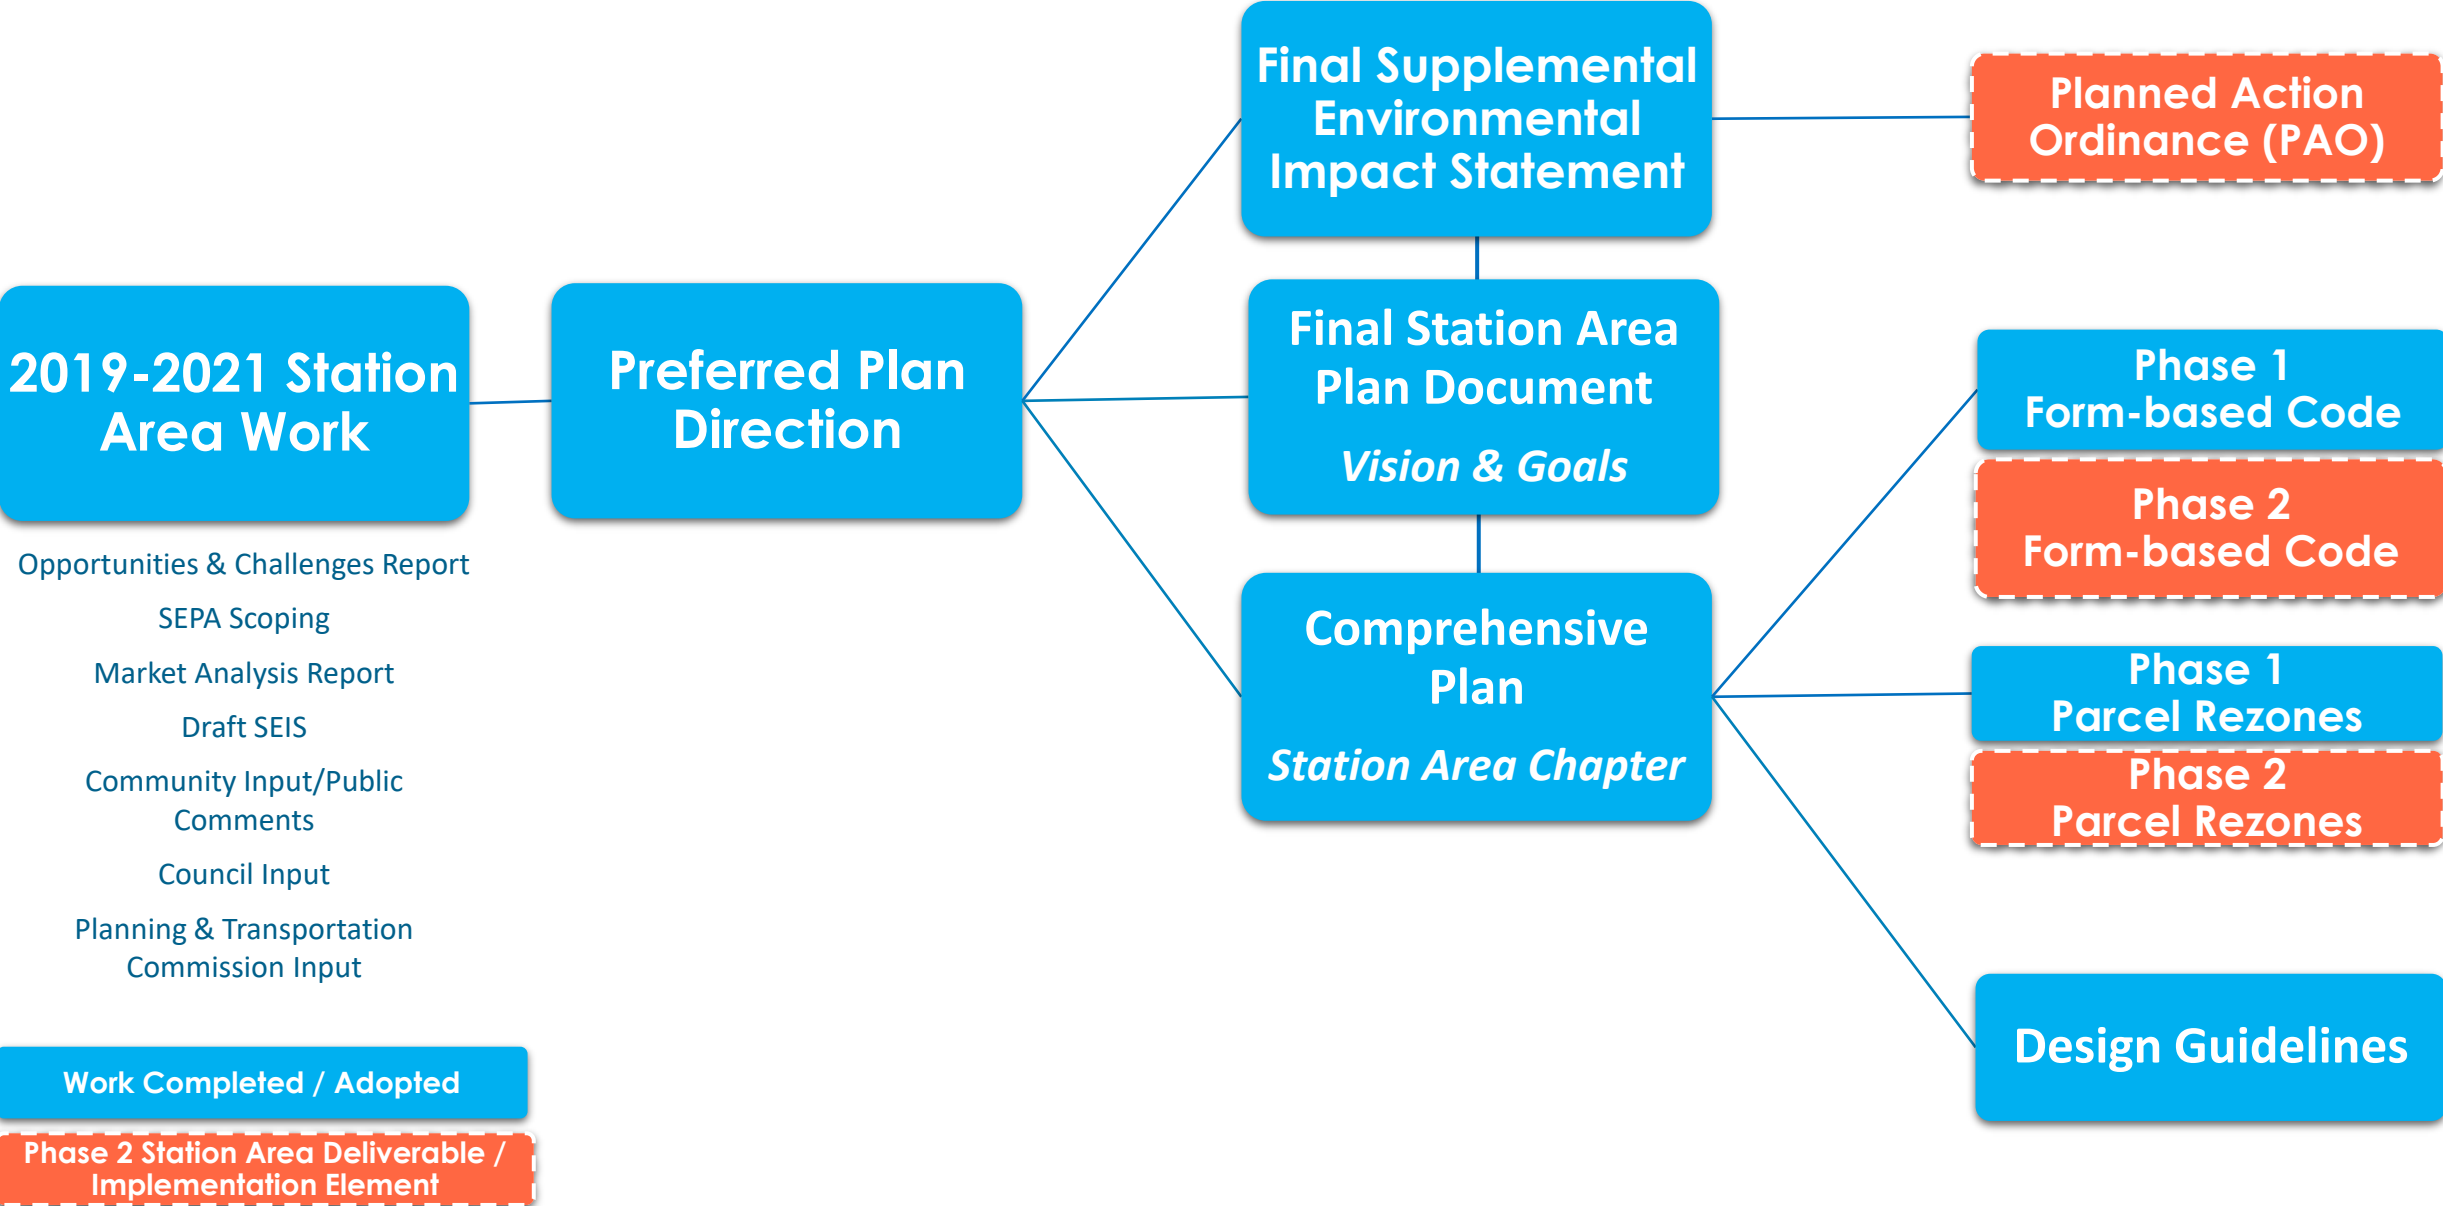 2019-2021 Station
Area Work
Opportunities & Challenges Report
SEPA Scoping
Market Analysis Report
Draft SEIS
Community Input/Public
Comments
Council Input
Planning & Transportation
Commission Input
Work Completed / Adopted
Phase 2 Station Area Deliverable /
Implementation Element
Preferred Plan
Direction
Final Supplemental
Environmental
Impact Statement
Final Station Area
Plan Document
Vision & Goals
Comprehensive
Plan
Station Area Chapter
Planned Action
Ordinance (PAO)
Phase 1
Form-based Code
Phase 2
Form-based Code
Phase 1
Parcel Rezones
Phase 2
Parcel Rezones
Design Guidelines